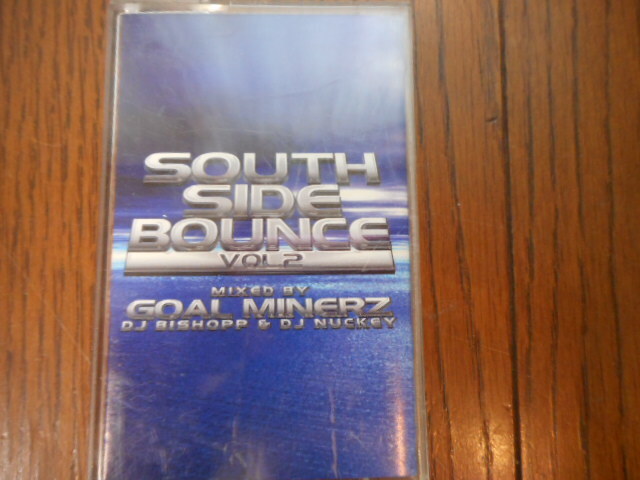 SOUTH
SIDE
BOUNCE
VOL2
MIXED BY
GOAL MINERZ
DJ BISHOPP & DJ NUCKEY